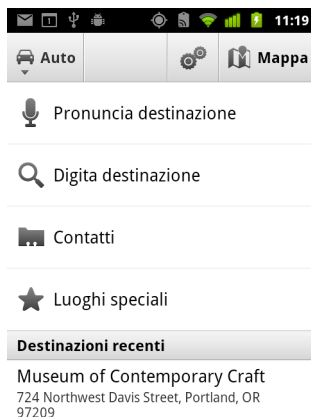 11:19
Auto
Mappa
Pronuncia destinazione
Digita destinazione
Contatti
Luoghi speciali
Destinazioni recenti
Museum of Contemporary Craft
724 Northwest Davis Street, Portland, OR
97209